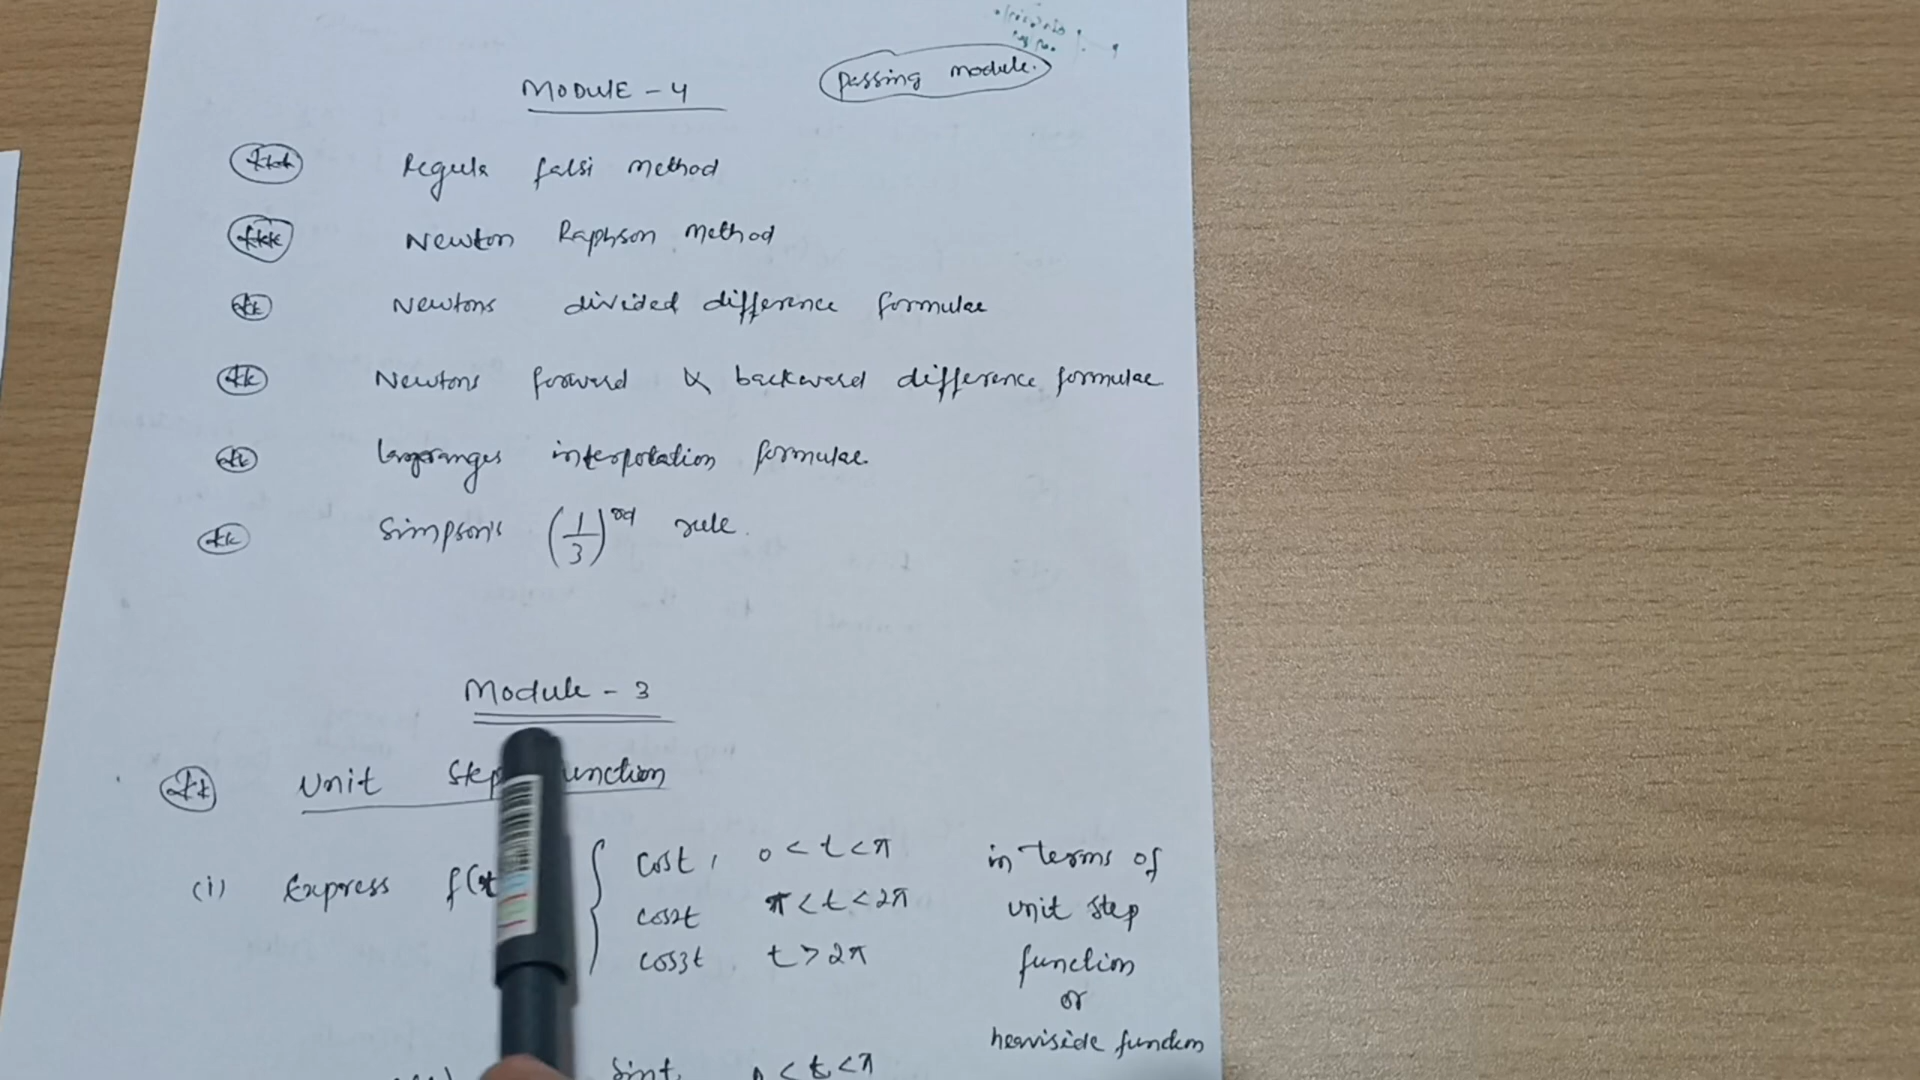 MODULE - 4
passing module.
*** Regula falsi Method
*** Newton Raphson Method
** Newtons divided difference formulae
** Newtons forward & backward difference formulae
** Lagranges interpolation formulae
** Simpson's (1/3)rd rule.
Module - 3
** Unit Step function
(i) Express f(t { cost, 0 < t < π in terms of
cos2t π < t < 2π unit step
cos3t, t > 2π function
or
heaviside function
sint, 0 < t < π